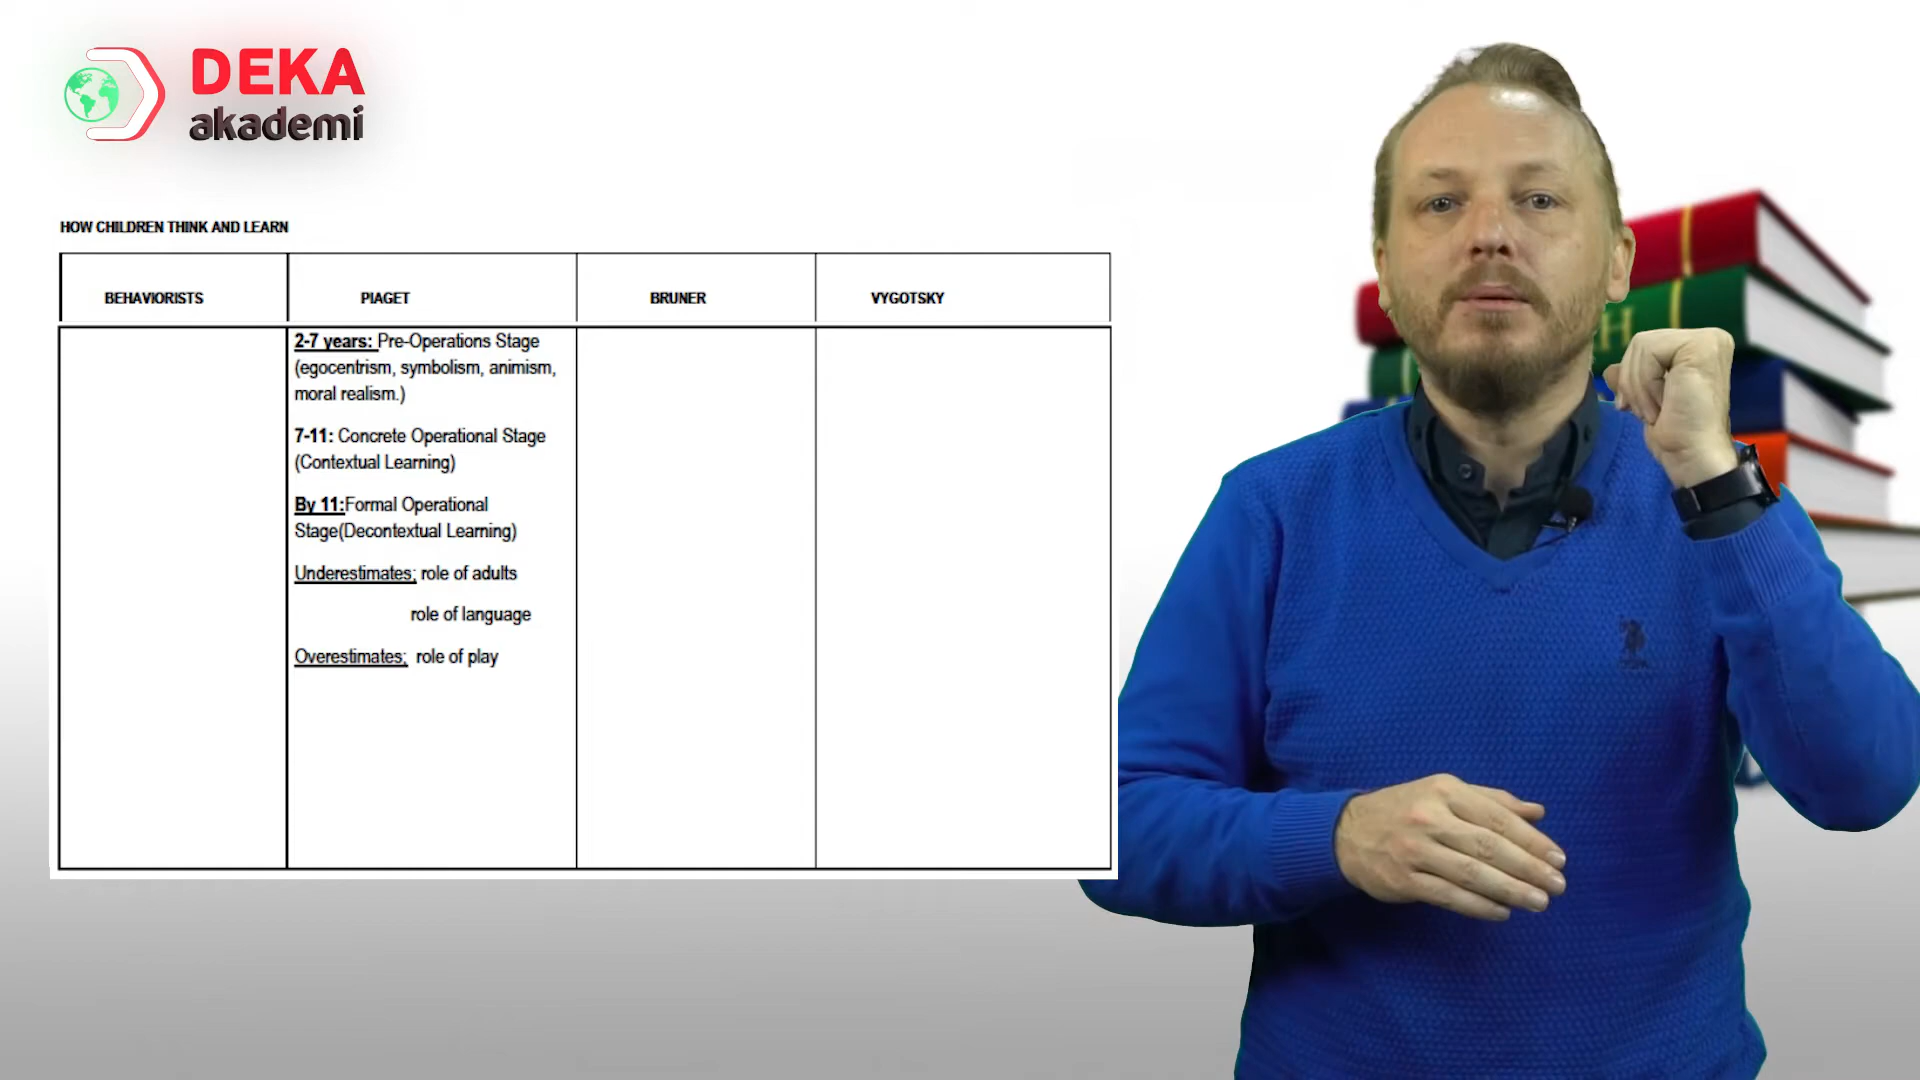 DEKA
akademi
HOW CHILDREN THINK AND LEARN
BEHAVIORISTS
PIAGET
BRUNER
VYGOTSKY
2-7 years: Pre-Operations Stage
(egocentrism, symbolism, animism,
moral realism.)
7-11: Concrete Operational Stage
(Contextual Learning)
By 11:Formal Operational
Stage(Decontextual Learning)
Underestimates; role of adults
role of language
Overestimates; role of play